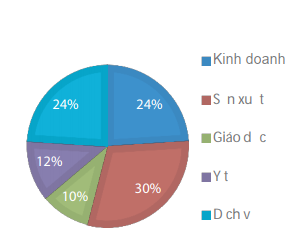 24%
24%
12%
10%
30%
Kinh doanh
S n xu t
Giáo d c
Y t
D ch v